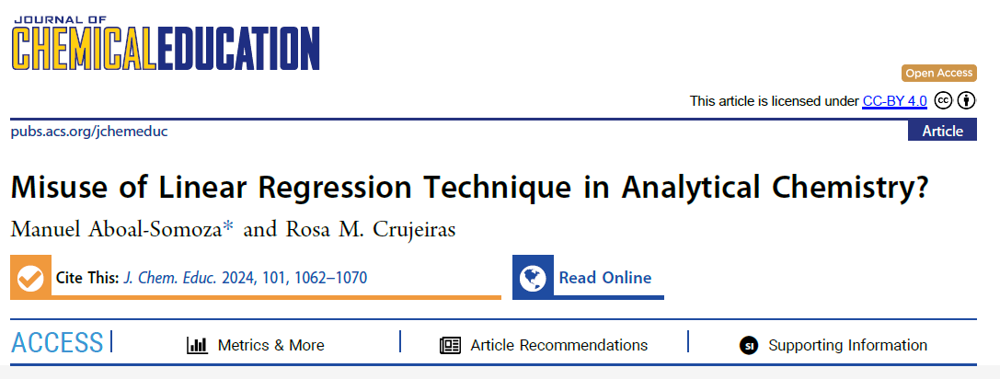 JOURNAL OF
CHEMICALEDUCATION
Open Access
This article is licensed under CC-BY 4.0
cc
pubs.acs.org/jchemeduc
Article
Misuse of Linear Regression Technique in Analytical Chemistry?
Manuel Aboal-Somoza* and Rosa M. Crujeiras
Cite This: J. Chem. Educ. 2024, 101, 1062−1070
Read Online
ACCESS
Metrics & More
Article Recommendations
SI Supporting Information